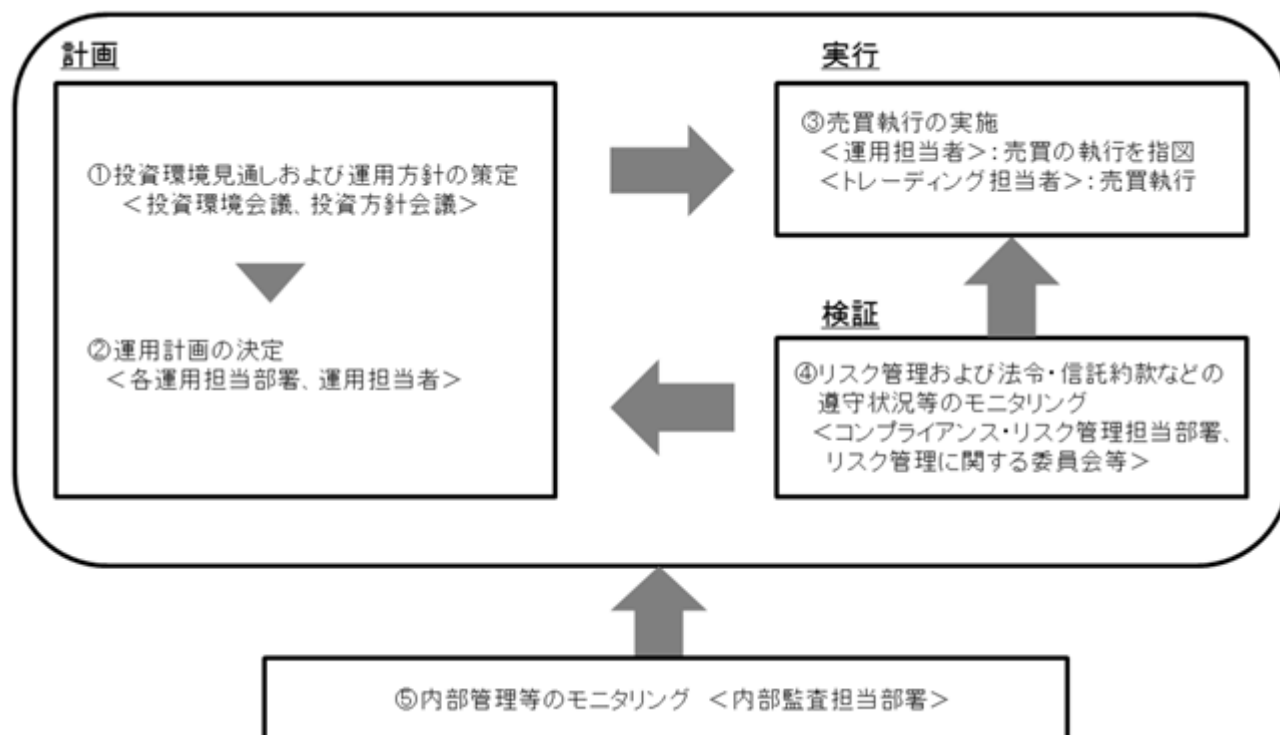 計画
①投資環境見通しおよび運用方針の策定
<投資環境会議、投資方針会議>
②運用計画の決定
<各運用担当部署、運用担当者>
実行
③売買執行の実施
<運用担当者>:売買の執行を指図
<トレーディング担当者>:売買執行
検証
④リスク管理および法令・信託約款などの
遵守状況等のモニタリング
<コンプライアンス・リスク管理担当部署、
リスク管理に関する委員会等>
⑤内部管理等のモニタリング <内部監査担当部署>